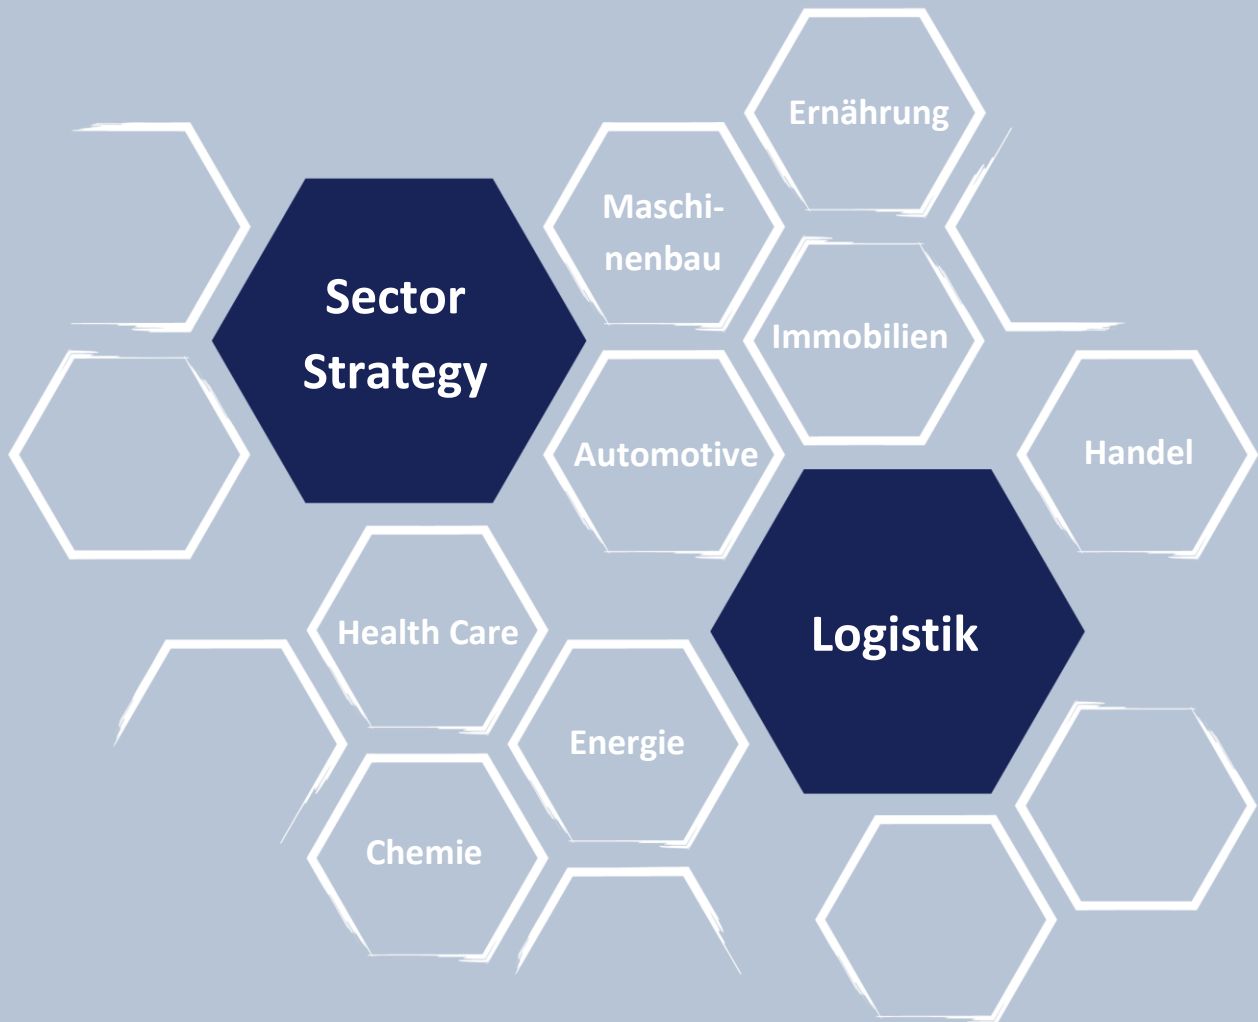 Ernährung
Maschi-
nenbau
Sector
Strategy
Immobilien
Automotive
Handel
Health Care
Logistik
Energie
Chemie